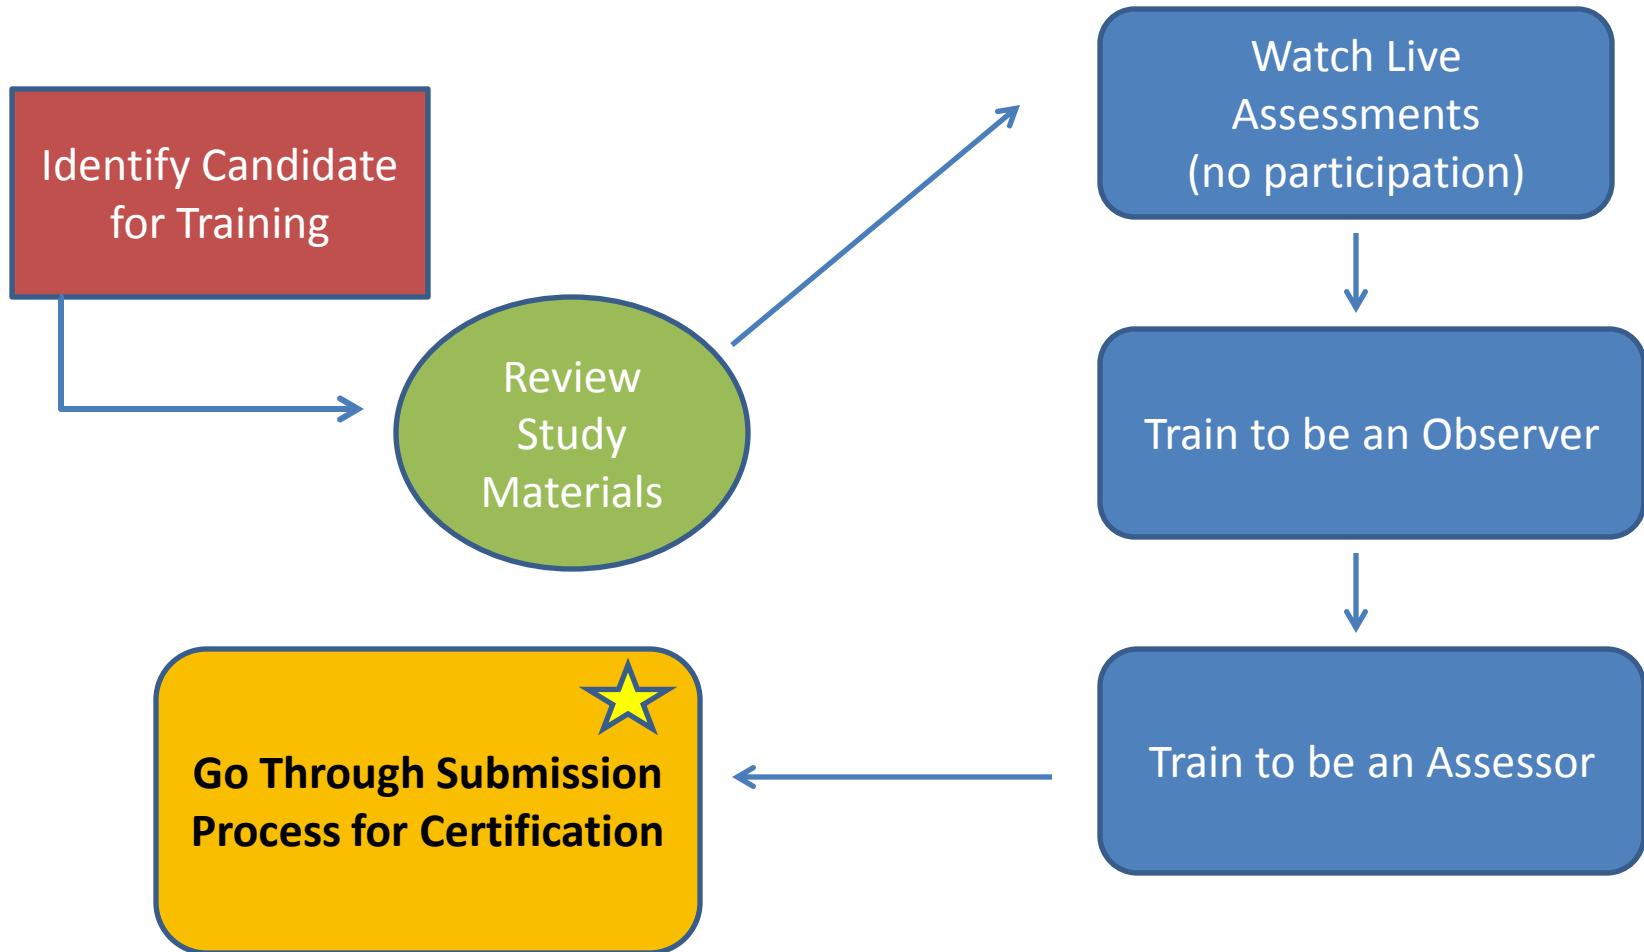 Identify Candidate
for Training
Review
Study
Materials
Watch Live
Assessments
(no participation)
Train to be an Observer
Train to be an Assessor
Go Through Submission
Process for Certification